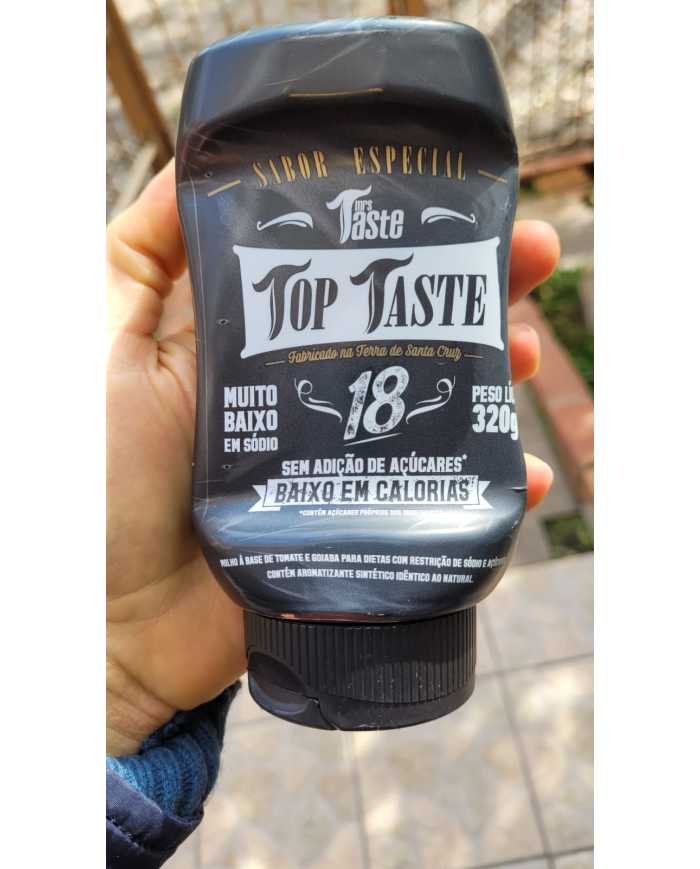 SABOR ESPECIAL
mrs
Taste
TOP TASTE
Fabricado na Terra de Santa Cruz
MUITO
BAIXO
EM SÓDIO
18
PESO LÍ
320g
SEM ADIÇÃO DE AÇÚCARES*
BAIXO EM CALORIAS
*CONTÉM AÇÚCARES PRÓPRIOS DOS
MOLHO À BASE DE TOMATE E GOIABA PARA DIETAS COM RESTRIÇÃO DE SÓDIO E
CONTÉM AROMATIZANTE SINTÉTICO IDÊNTICO AO NATURAL.